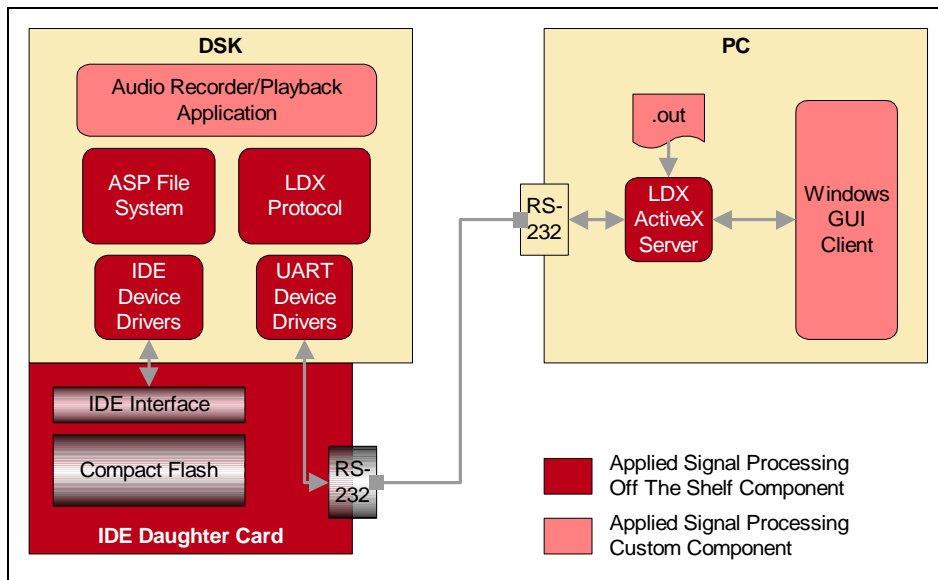 DSK
Audio Recorder/Playback
Application
ASP File
System
LDX
Protocol
IDE
Device
Drivers
UART
Device
Drivers
IDE Interface
Compact Flash
RS-
232
IDE Daughter Card
PC
.out
RS-
232
LDX
ActiveX
Server
Windows
GUI
Client
Applied Signal Processing
Off The Shelf Component
Applied Signal Processing
Custom Component